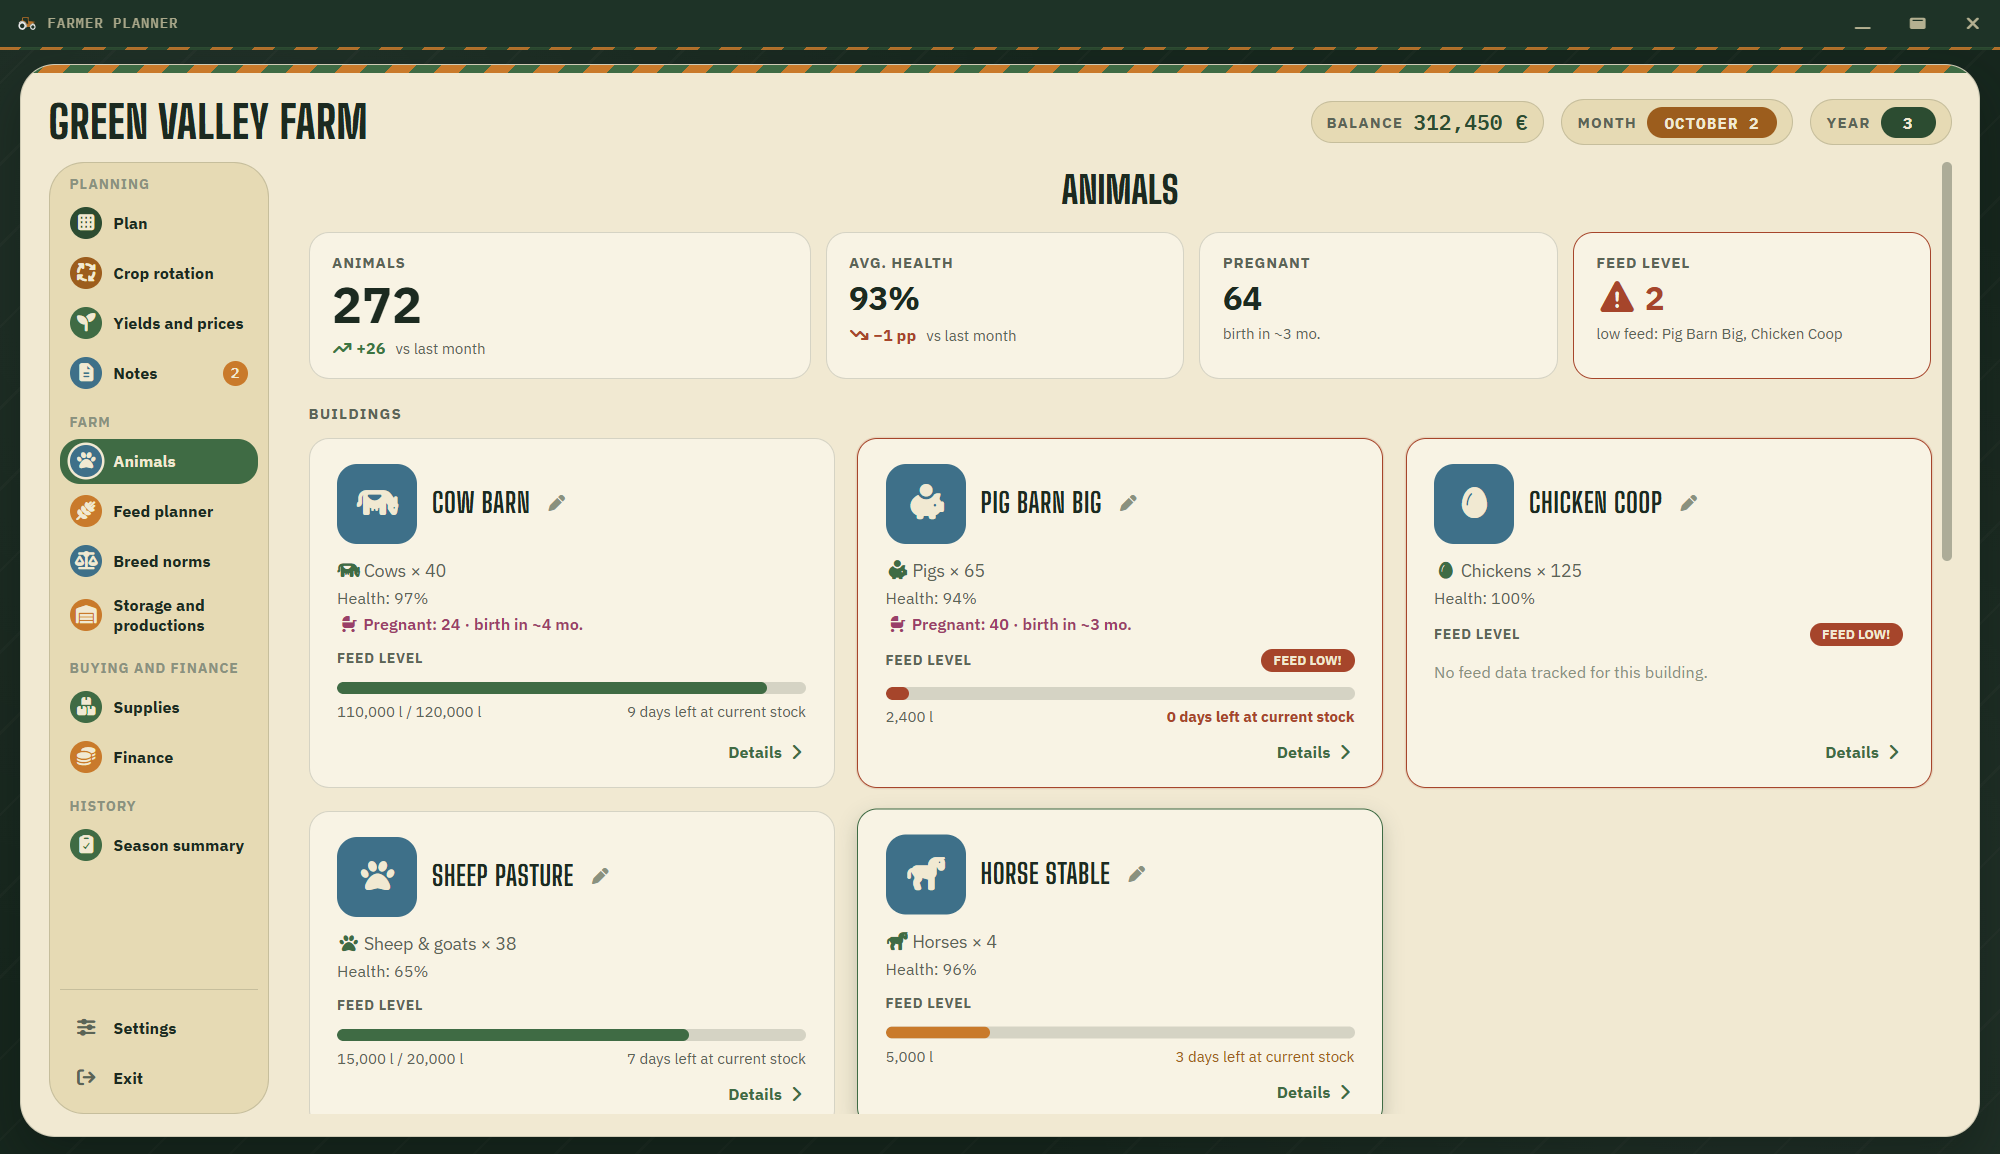 FARMER PLANNER
GREEN VALLEY FARM
BALANCE 312,450 €
MONTH OCTOBER 2
YEAR 3
PLANNING
Plan
Crop rotation
Yields and prices
Notes 2
FARM
Animals
Feed planner
Breed norms
Storage and
productions
BUYING AND FINANCE
Supplies
Finance
HISTORY
Season summary
Settings
Exit
ANIMALS
ANIMALS
272
+26 vs last month
AVG. HEALTH
93%
−1 pp vs last month
PREGNANT
64
birth in ~3 mo.
FEED LEVEL
2
low feed: Pig Barn Big, Chicken Coop
BUILDINGS
COW BARN
Cows × 40
Health: 97%
Pregnant: 24 · birth in ~4 mo.
FEED LEVEL
110,000 l / 120,000 l
9 days left at current stock
Details
PIG BARN BIG
Pigs × 65
Health: 94%
Pregnant: 40 · birth in ~3 mo.
FEED LEVEL
FEED LOW!
2,400 l
0 days left at current stock
Details
CHICKEN COOP
Chickens × 125
Health: 100%
FEED LEVEL
FEED LOW!
No feed data tracked for this building.
Details
SHEEP PASTURE
Sheep & goats × 38
Health: 65%
FEED LEVEL
15,000 l / 20,000 l
7 days left at current stock
Details
HORSE STABLE
Horses × 4
Health: 96%
FEED LEVEL
5,000 l
3 days left at current stock
Details